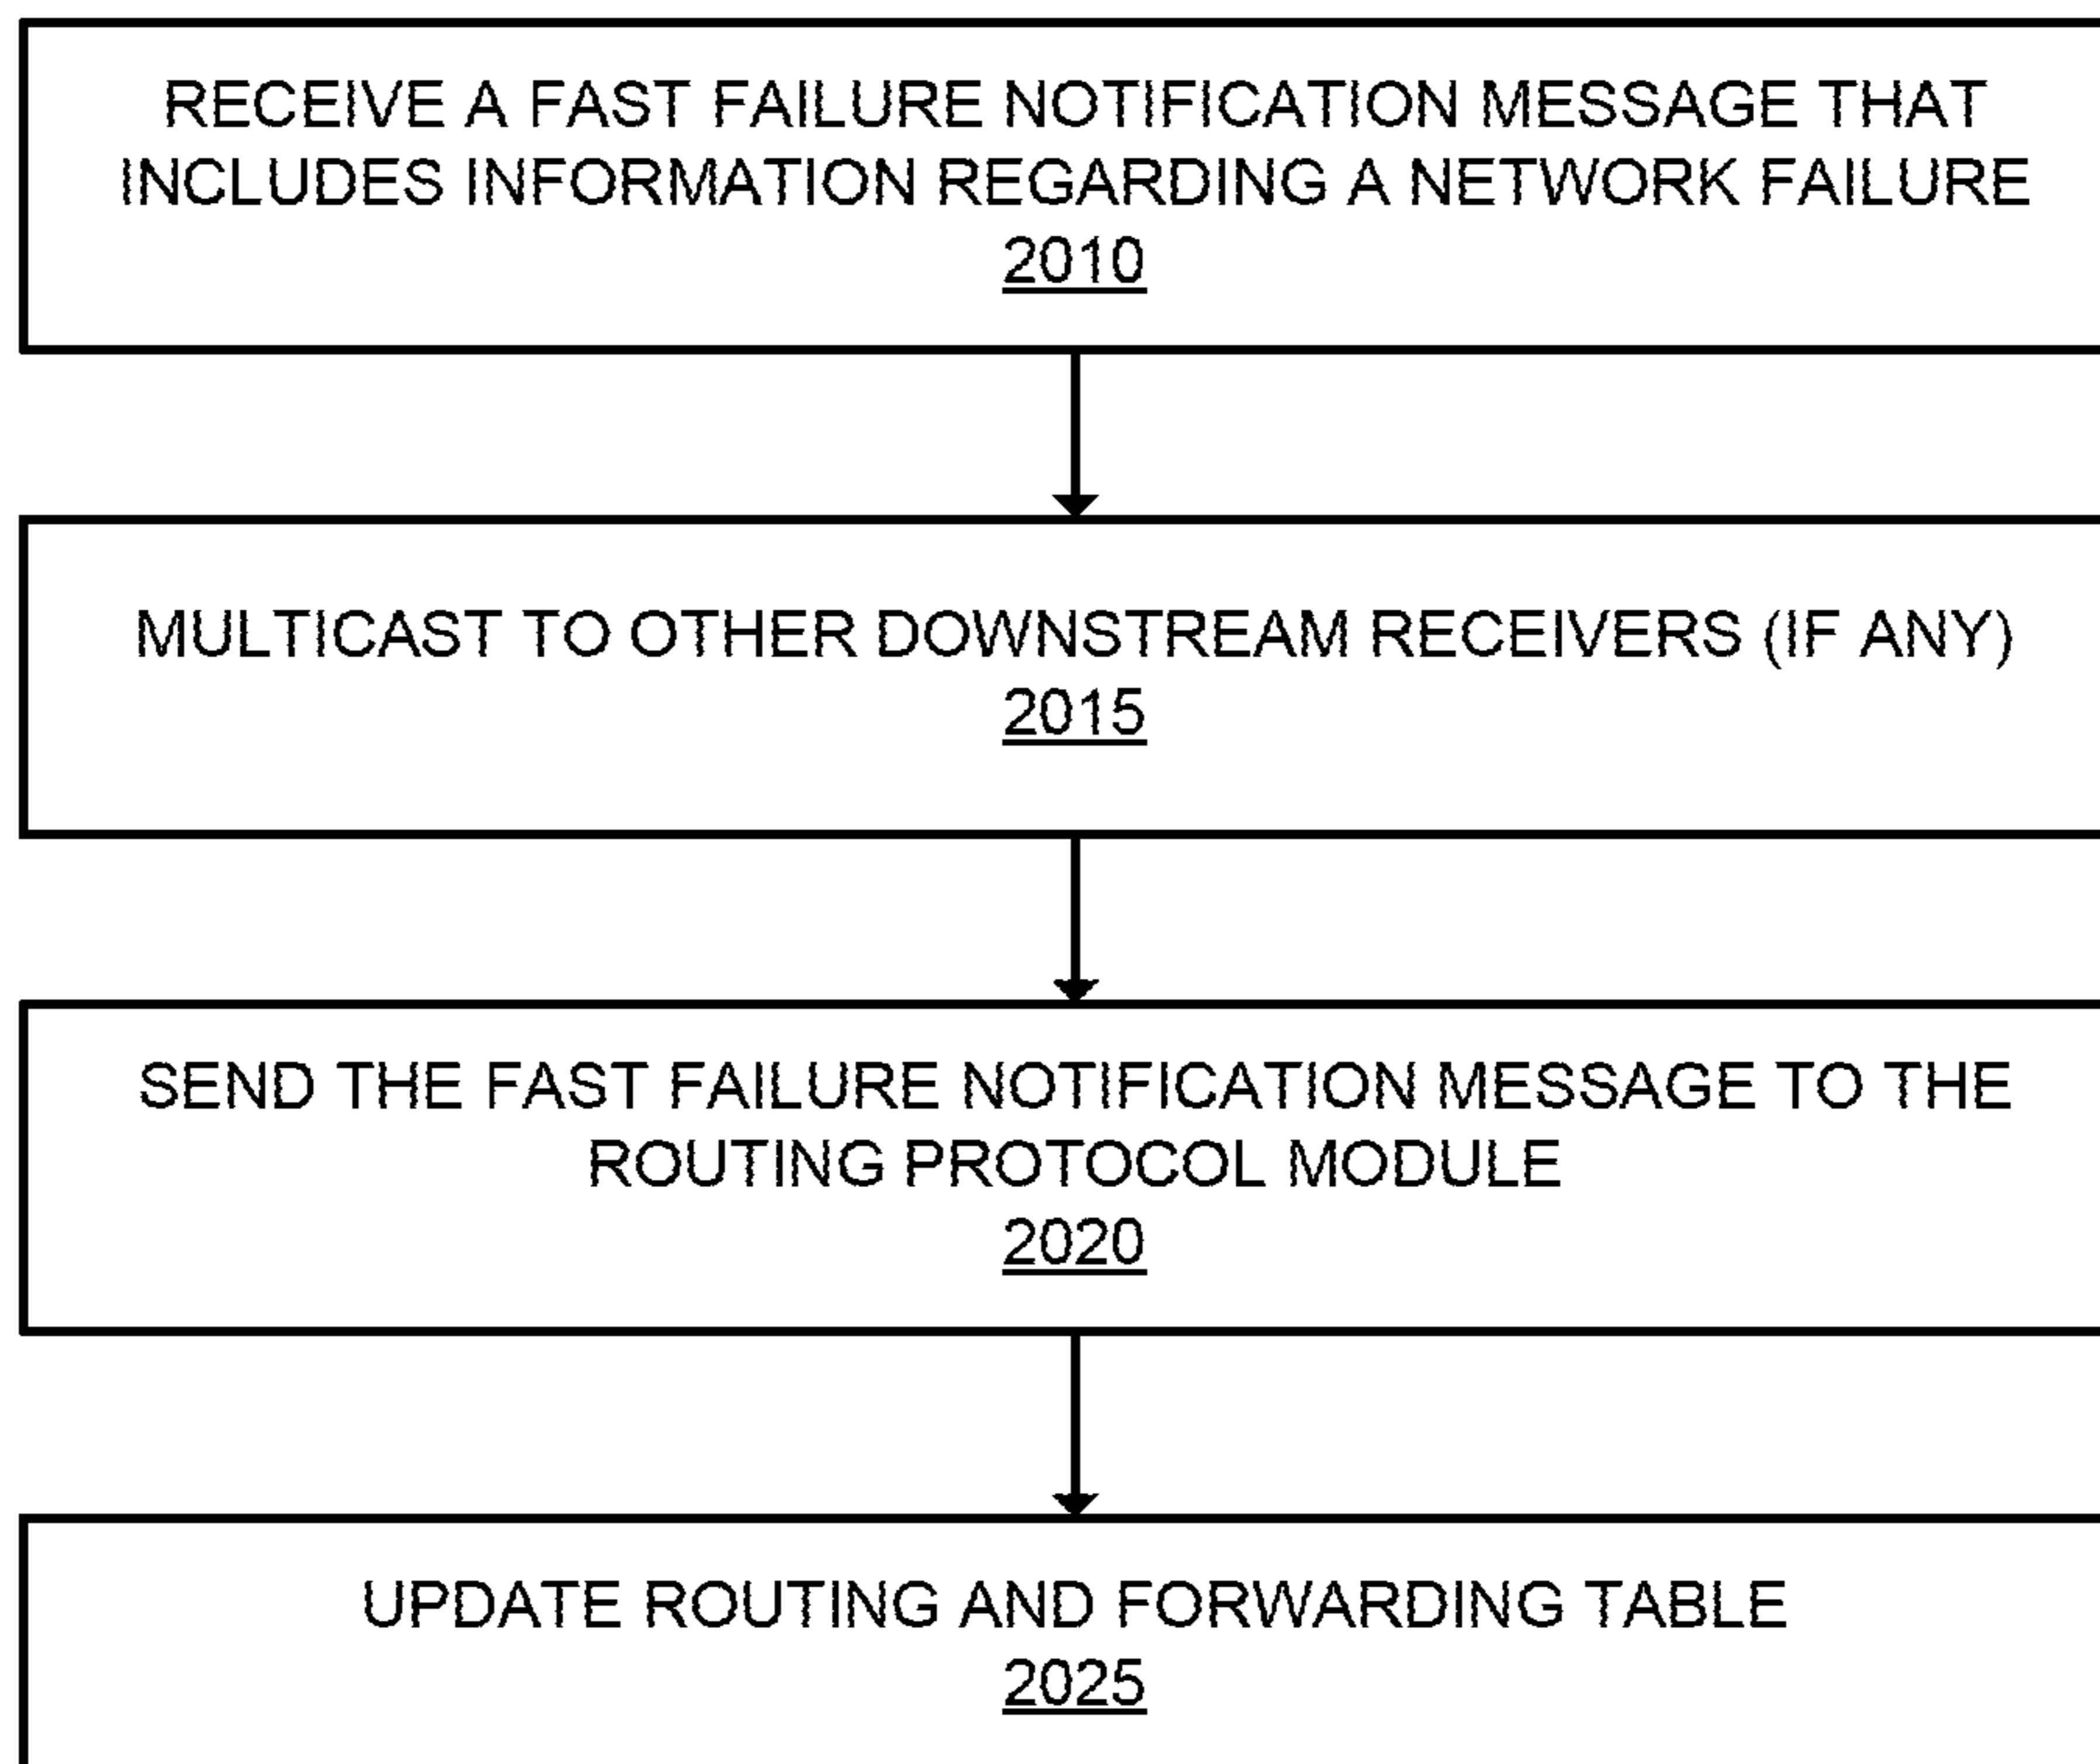 RECEIVE A FAST FAILURE NOTIFICATION MESSAGE THAT
INCLUDES INFORMATION REGARDING A NETWORK FAILURE
2010
MULTICAST TO OTHER DOWNSTREAM RECEIVERS (IF ANY)
2015
SEND THE FAST FAILURE NOTIFICATION MESSAGE TO THE
ROUTING PROTOCOL MODULE
2020
UPDATE ROUTING AND FORWARDING TABLE
2025